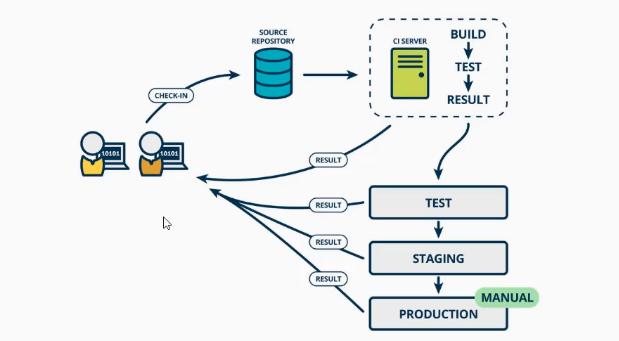 SOURCE
REPOSITORY
CI SERVER
BUILD
TEST
RESULT
CHECK-IN
10101
10101
RESULT
RESULT
TEST
RESULT
STAGING
RESULT
MANUAL
PRODUCTION